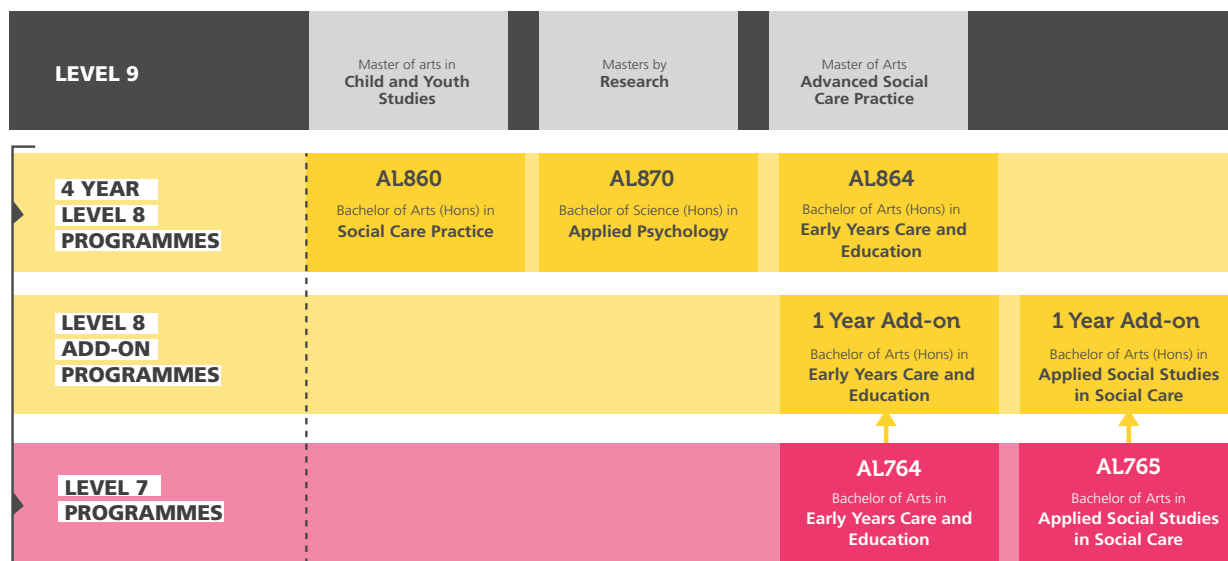 LEVEL 9
Master of arts in
Child and Youth
Studies
Masters by
Research
Master of Arts
Advanced Social
Care Practice
4 YEAR
LEVEL 8
PROGRAMMES
AL860
Bachelor of Arts (Hons) in
Social Care Practice
AL870
Bachelor of Science (Hons) in
Applied Psychology
AL864
Bachelor of Arts (Hons) in
Early Years Care and
Education
LEVEL 8
ADD-ON
PROGRAMMES
1 Year Add-on
Bachelor of Arts (Hons) in
Early Years Care and
Education
1 Year Add-on
Bachelor of Arts (Hons) in
Applied Social Studies
in Social Care
LEVEL 7
PROGRAMMES
AL764
Bachelor of Arts in
Early Years Care and
Education
AL765
Bachelor of Arts in
Applied Social Studies
in Social Care